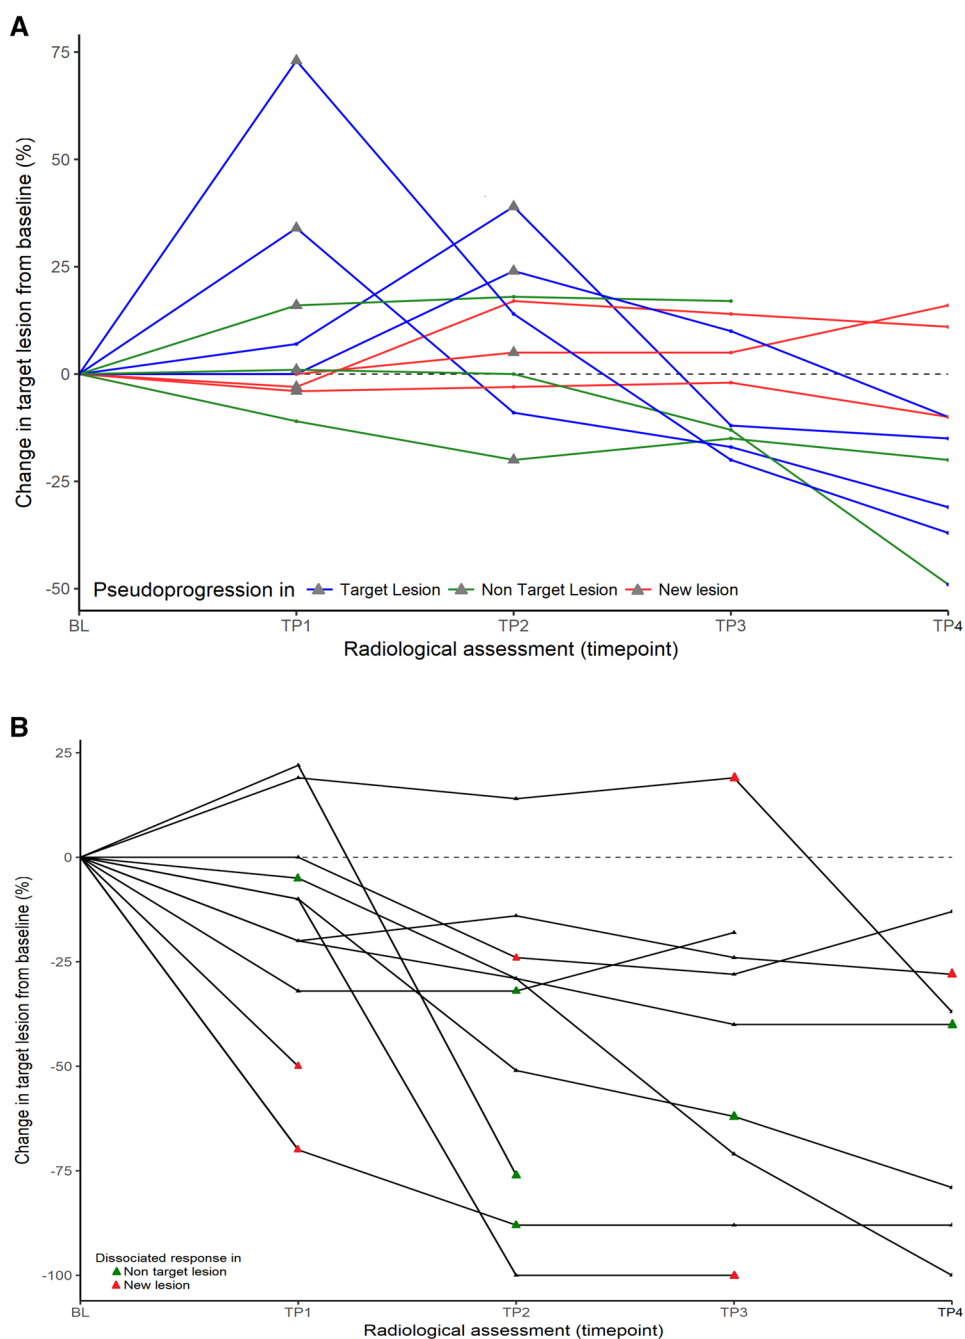 A
Change in target lesion from baseline (%)
75
50
25
0
-25
-50
Pseudoprogression in Target Lesion Non Target Lesion New lesion
BL TP1 TP2 TP3 TP4
Radiological assessment (timepoint)
B
Change in target lesion from baseline (%)
25
0
-25
-50
-75
-100
Dissociated response in
Non target lesion
New lesion
BL TP1 TP2 TP3 TP4
Radiological assessment (timepoint)